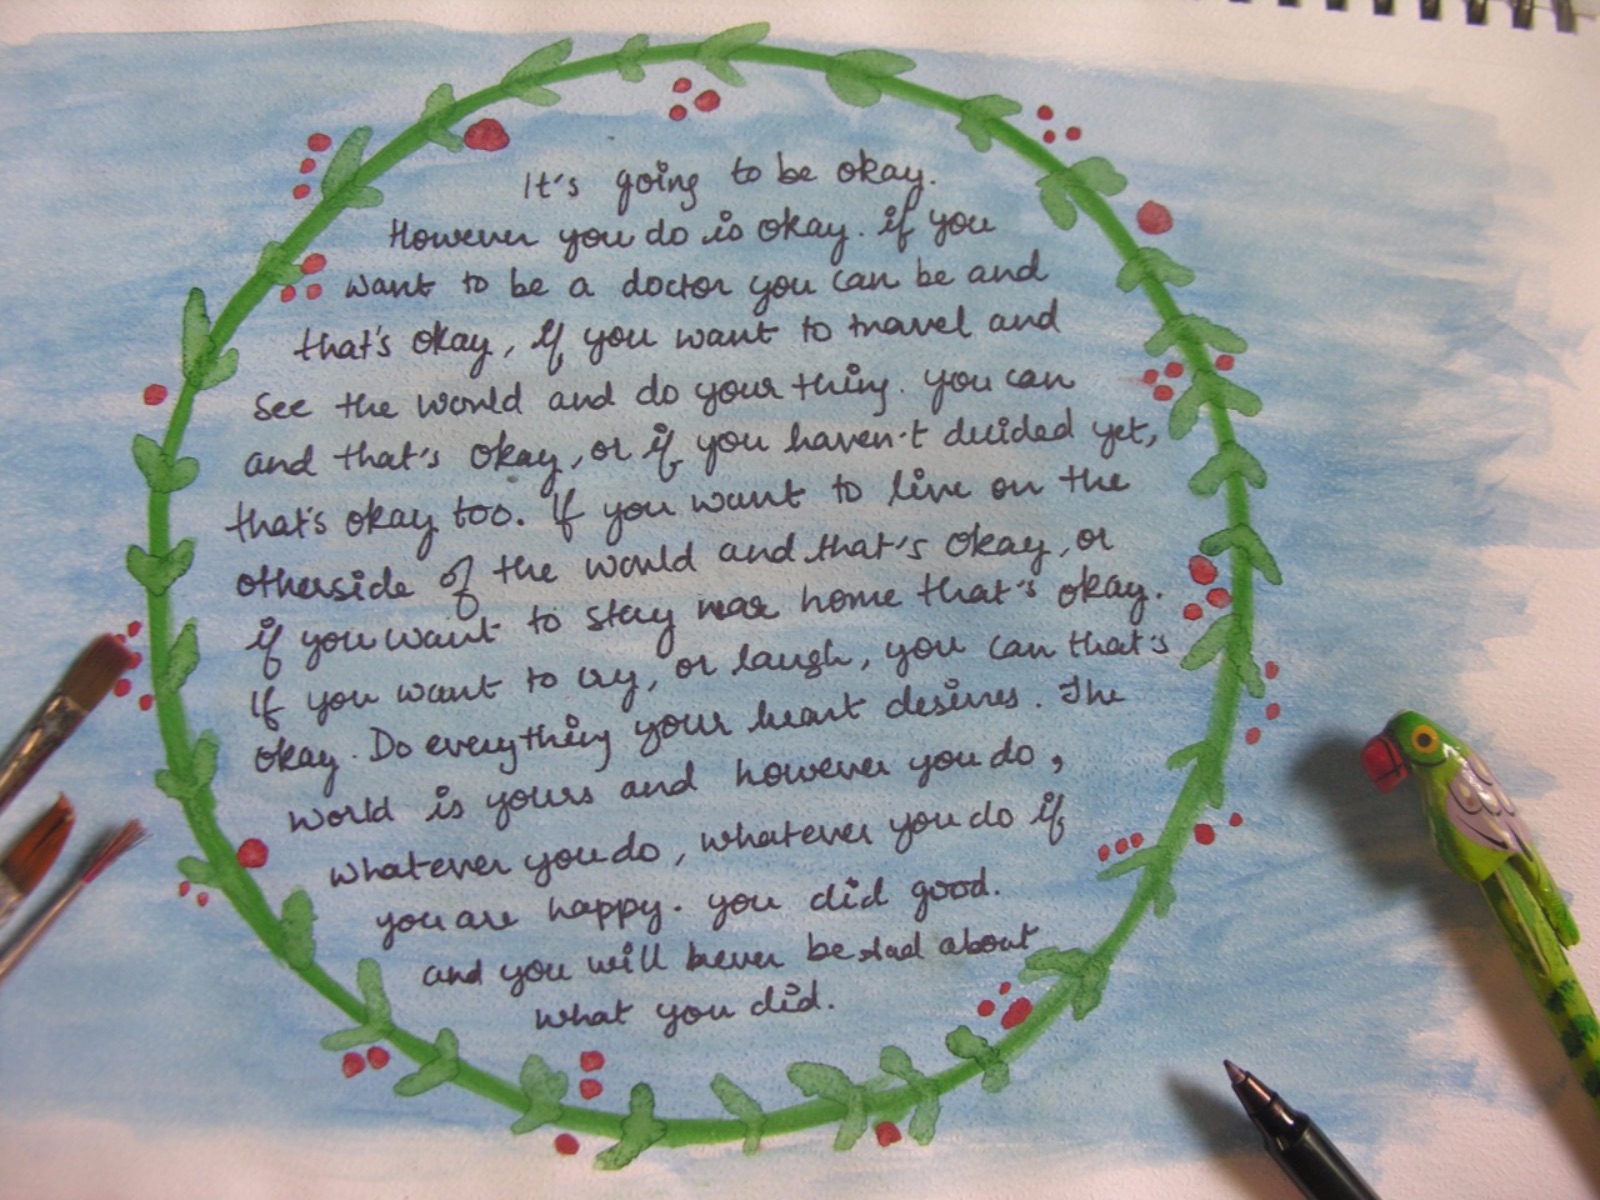 It's going to be okay.
However you do is okay. if you
want to be a doctor you can be and
that's okay, if you want to travel and
See the world and do your thing. you can
and that's okay, or if you haven't decided yet,
that's okay too. If you want to live on the
otherside of the world and that's okay, or
if you want to stay near home that's okay.
If you want to cry, or laugh, you can that's
okay. Do everything your heart desires. The
world is yours and however you do,
whatever you do, whatever you do if
you are happy. you did good.
and you will never be sad about
what you did.